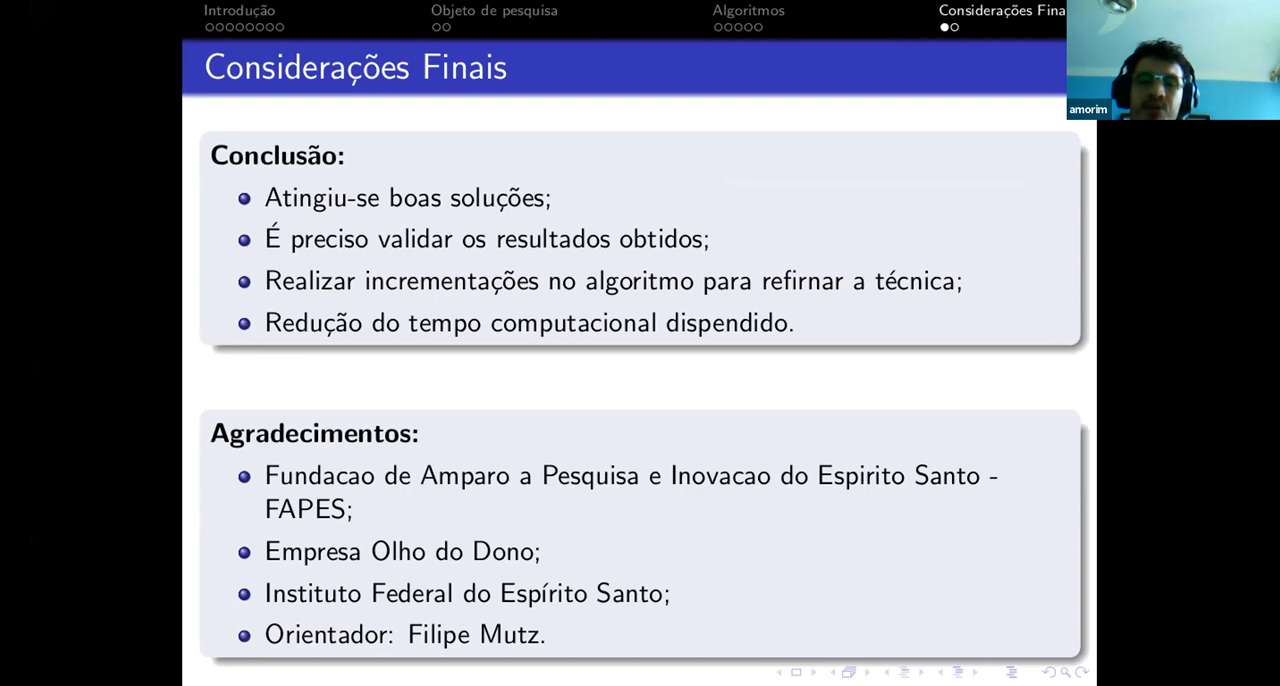 Introdução
Objeto de pesquisa
Algoritmos
Considerações Fina
Considerações Finais
amorim
Conclusão:
Atingiu-se boas soluções;
É preciso validar os resultados obtidos;
Realizar incrementações no algoritmo para refirnar a técnica;
Redução do tempo computacional dispendido.
Agradecimentos:
Fundacao de Amparo a Pesquisa e Inovacao do Espirito Santo -
FAPES;
Empresa Olho do Dono;
Instituto Federal do Espírito Santo;
Orientador: Filipe Mutz.